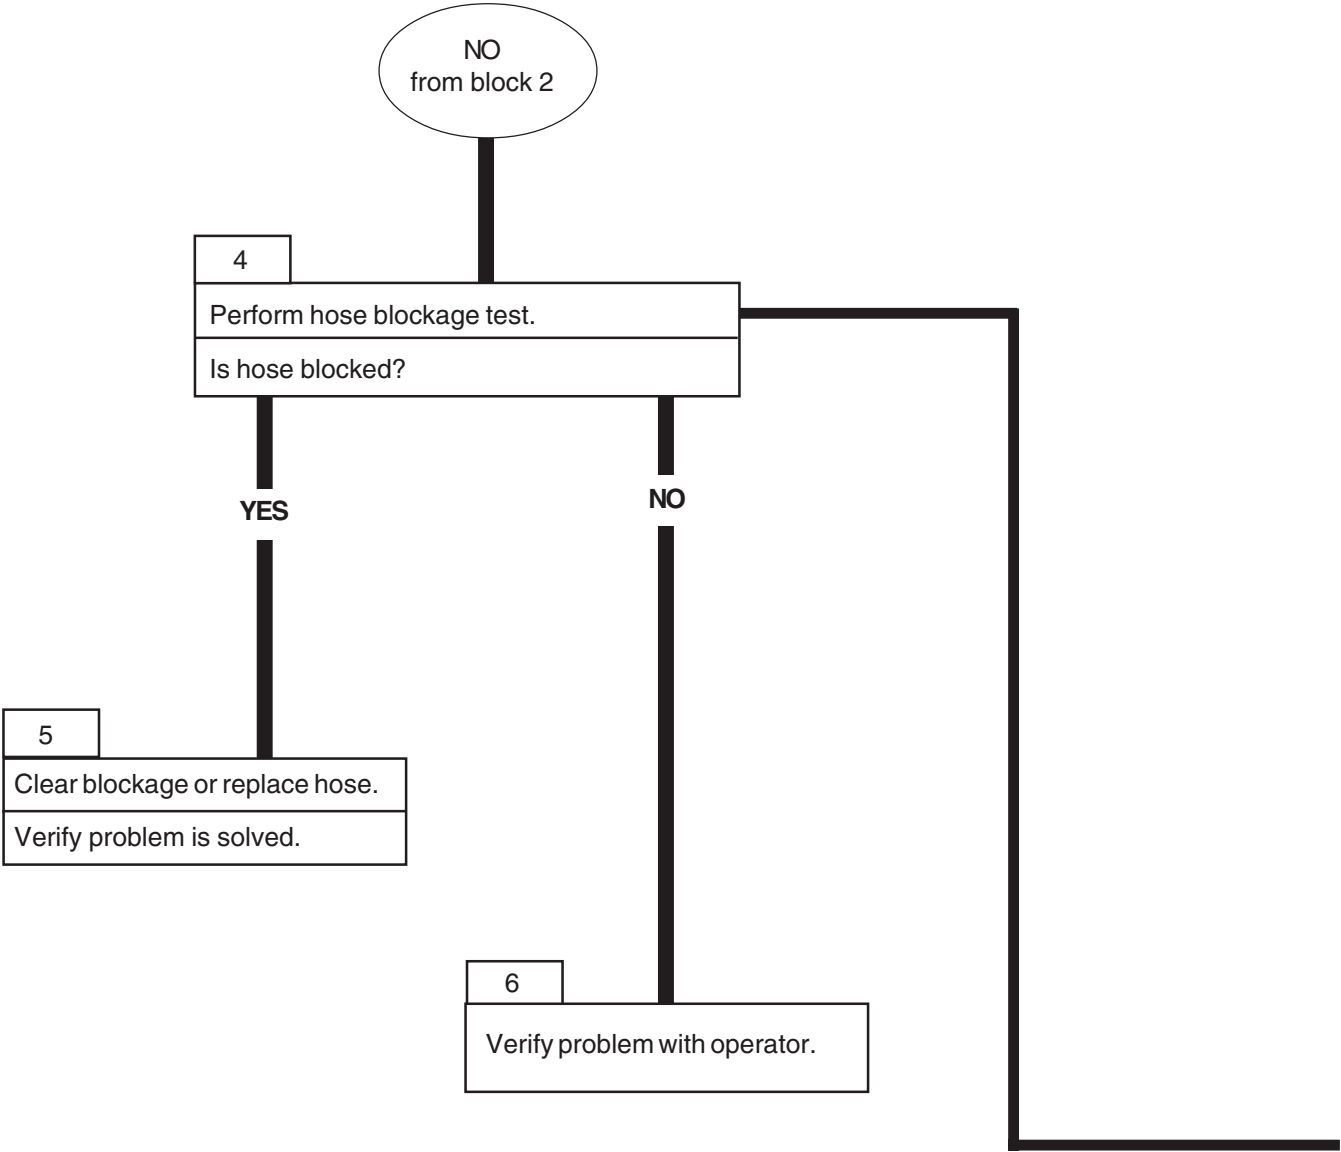 NO
from block 2
4
Perform hose blockage test.
Is hose blocked?
YES
NO
5
Clear blockage or replace hose.
Verify problem is solved.
6
Verify problem with operator.